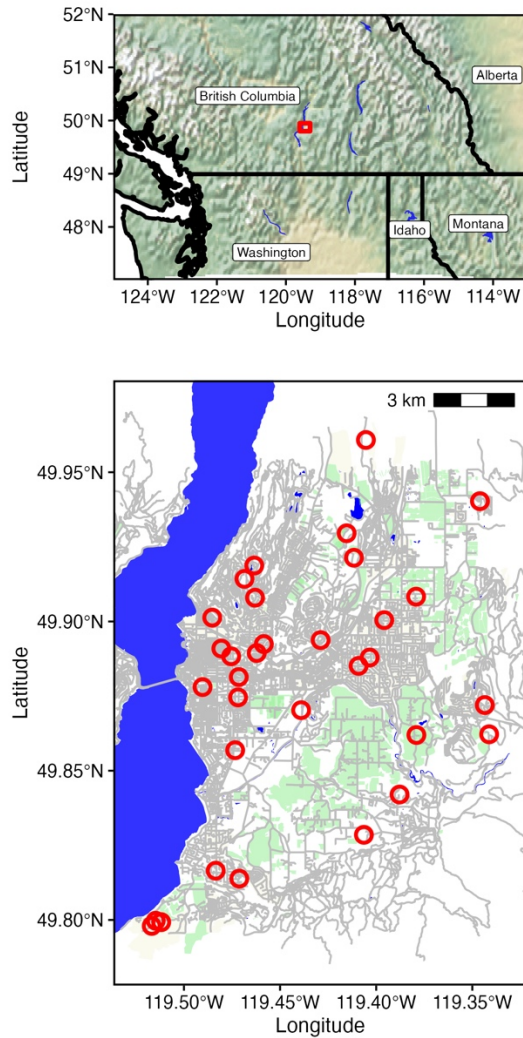 52°N
51°N
50°N
49°N
48°N
Latitude
Alberta
British Columbia
Washington
Idaho
Montana
124°W 122°W 120°W 118°W 116°W 114°W
Longitude
3 km
49.95°N
49.90°N
49.85°N
49.80°N
Latitude
119.50°W 119.45°W 119.40°W 119.35°W
Longitude